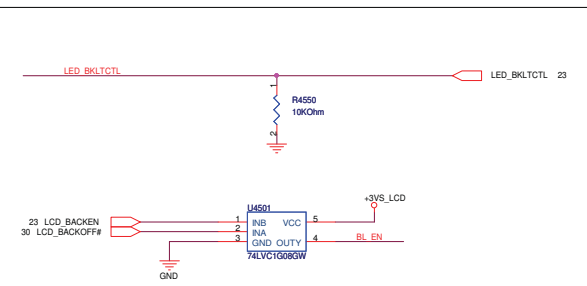 LED_BKLTCTL
LED_BKLTCTL 23
1
R4550
10KOhm
2
+3VS_LCD
U4501
23 LCD_BACKEN 1 INB VCC 5
30 LCD_BACKOFF# 2 INA
3 GND OUTY 4 BL_EN
74LVC1G08GW
GND